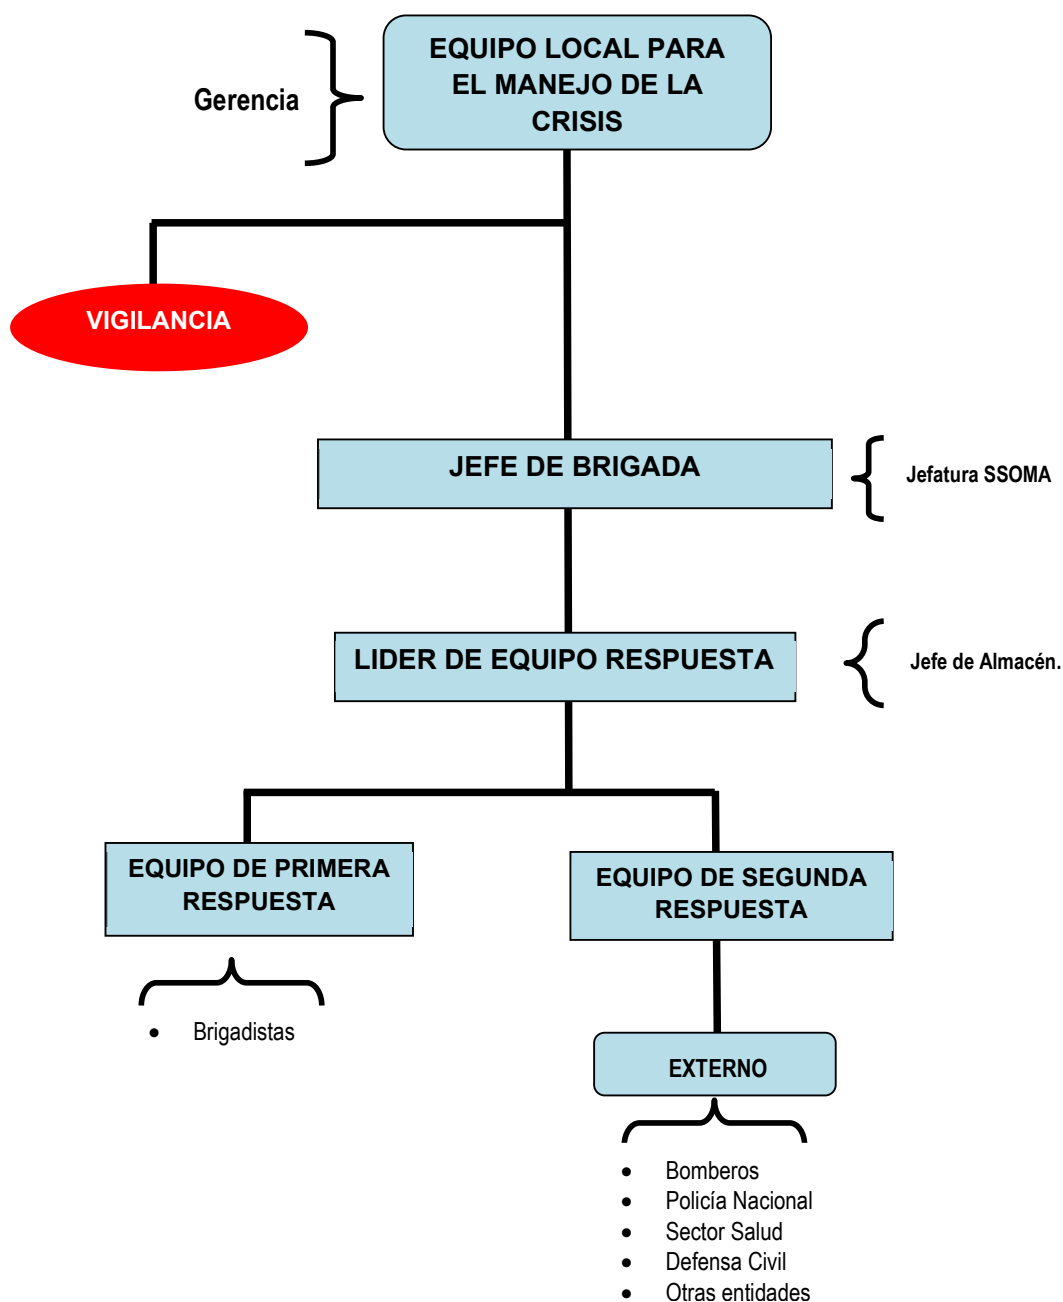 EQUIPO LOCAL PARA
EL MANEJO DE LA
CRISIS
Gerencia
VIGILANCIA
JEFE DE BRIGADA
Jefatura SSOMA
LIDER DE EQUIPO RESPUESTA
Jefe de Almacén.
EQUIPO DE PRIMERA
RESPUESTA
EQUIPO DE SEGUNDA
RESPUESTA
• Brigadistas
EXTERNO
• Bomberos
• Policía Nacional
• Sector Salud
• Defensa Civil
• Otras entidades